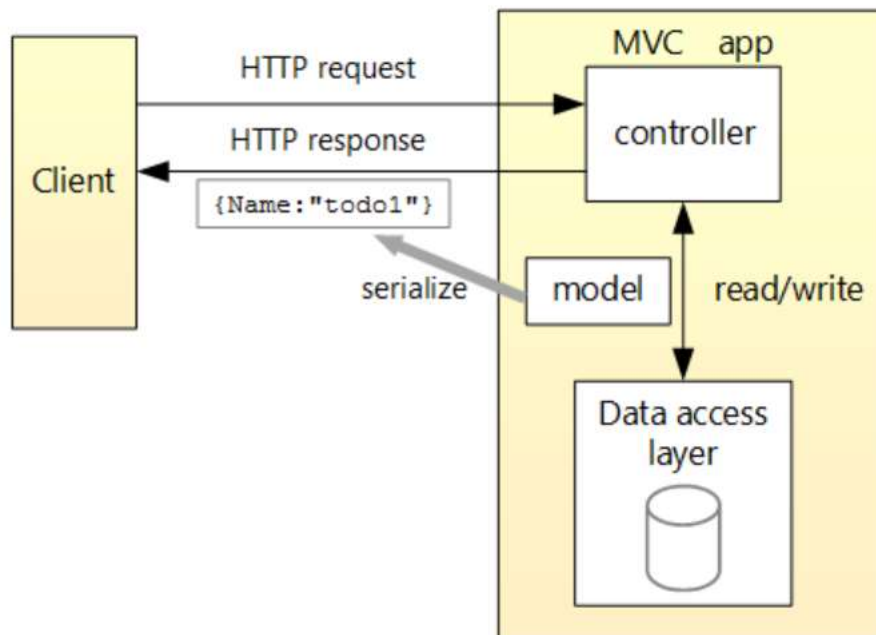 MVC app
HTTP request
controller
HTTP response
Client
{Name:"todo1"}
serialize
model
read/write
Data access
layer